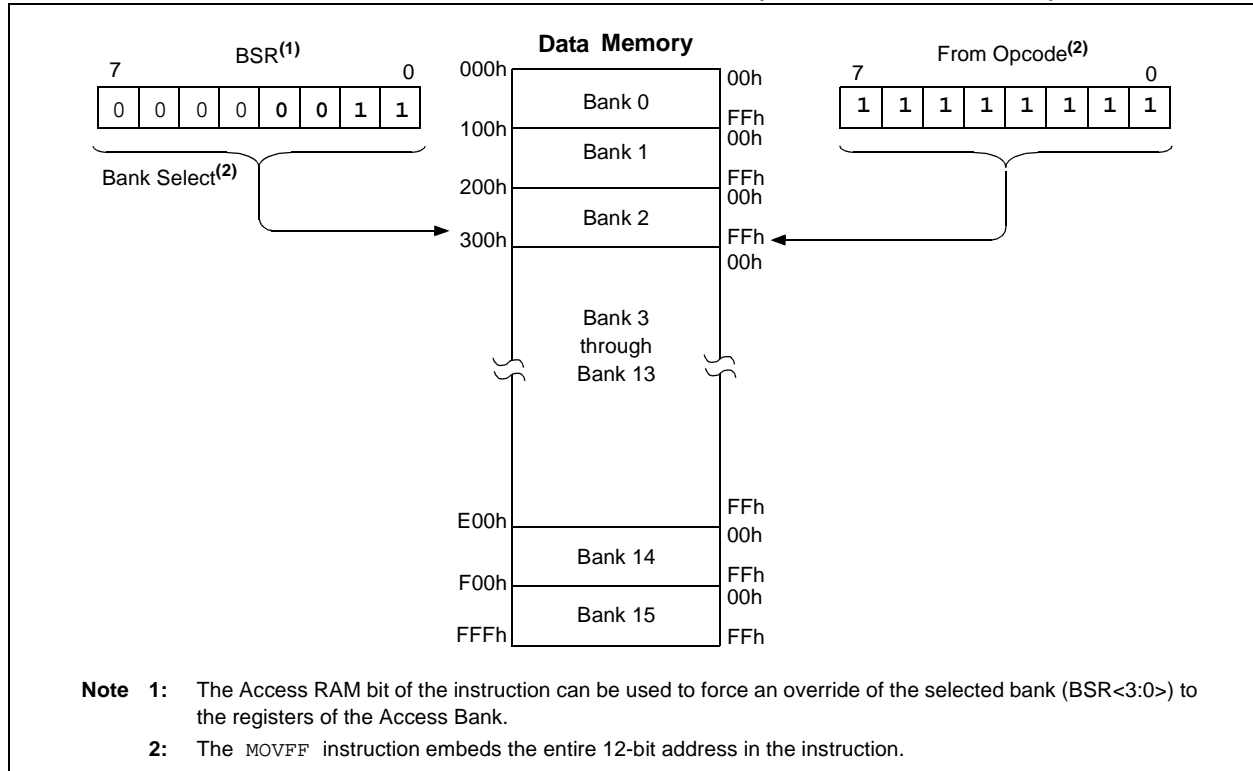 Data Memory
BSR(1)
7 0
0 0 0 0 0 0 1 1
Bank Select(2)
From Opcode(2)
7 0
1 1 1 1 1 1 1 1
000h
00h
Bank 0
FFh
100h
00h
Bank 1
FFh
200h
00h
Bank 2
FFh
300h
00h
Bank 3
through
Bank 13
FFh
E00h
00h
Bank 14
FFh
F00h
00h
Bank 15
FFFh
FFh
Note 1: The Access RAM bit of the instruction can be used to force an override of the selected bank (BSR<3:0>) to
the registers of the Access Bank.
2: The MOVFF instruction embeds the entire 12-bit address in the instruction.